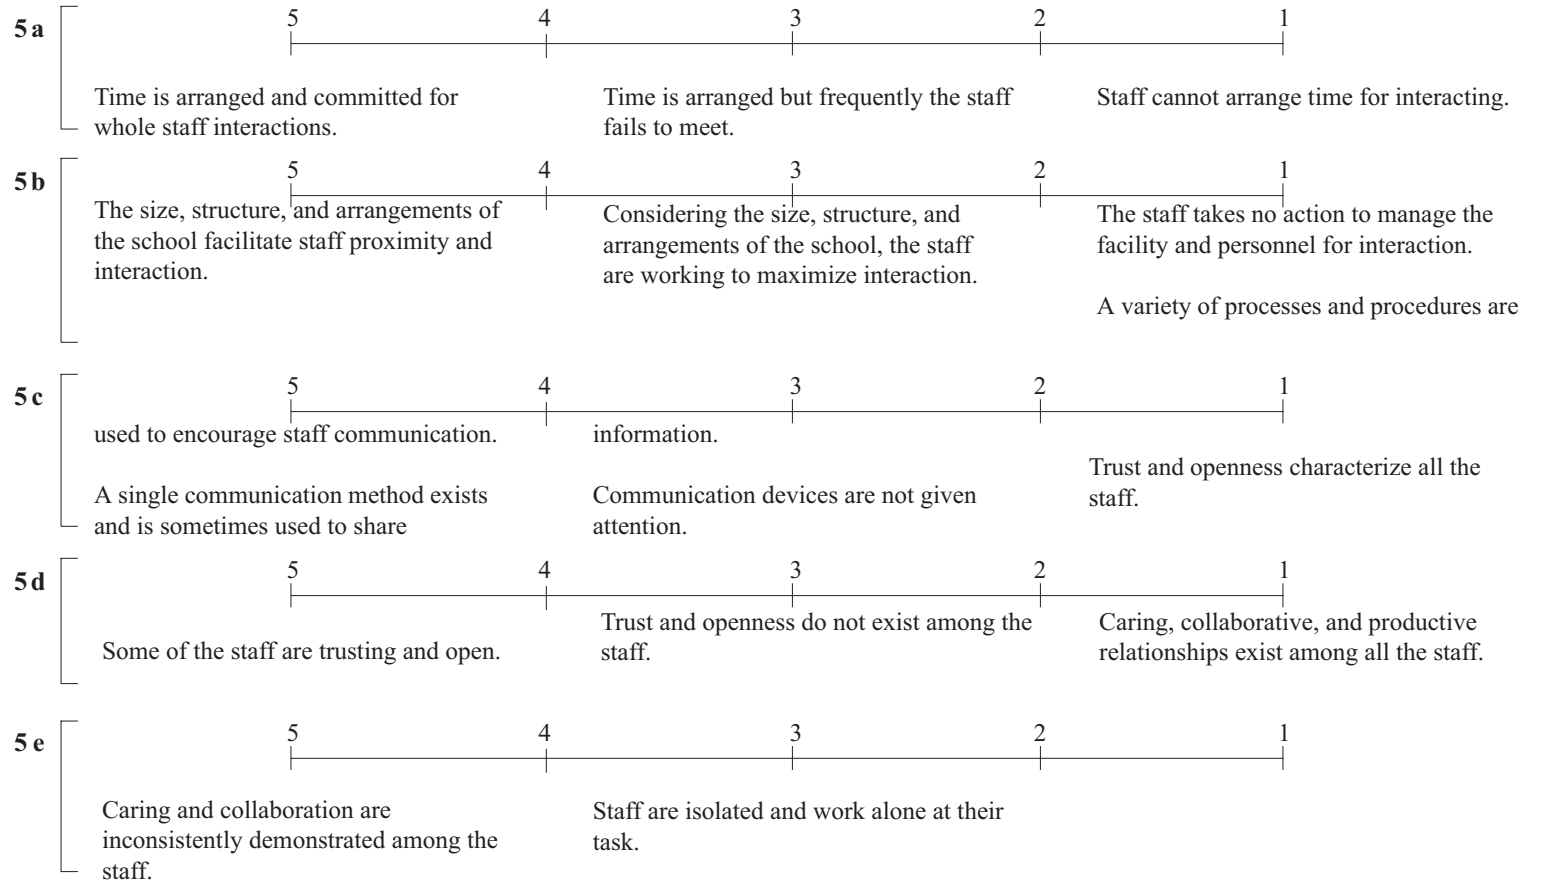 5a
5 4 3 2 1
Time is arranged and committed for
whole staff interactions.
Time is arranged but frequently the staff
fails to meet.
Staff cannot arrange time for interacting.
5b
5 4 3 2 1
The size, structure, and arrangements of
the school facilitate staff proximity and
interaction.
Considering the size, structure, and
arrangements of the school, the staff
are working to maximize interaction.
The staff takes no action to manage the
facility and personnel for interaction.
A variety of processes and procedures are
5c
5 4 3 2 1
used to encourage staff communication.
A single communication method exists
and is sometimes used to share
information.
Communication devices are not given
attention.
Trust and openness characterize all the
staff.
5d
5 4 3 2 1
Some of the staff are trusting and open.
Trust and openness do not exist among the
staff.
Caring, collaborative, and productive
relationships exist among all the staff.
5e
5 4 3 2 1
Caring and collaboration are
inconsistently demonstrated among the
staff.
Staff are isolated and work alone at their
task.